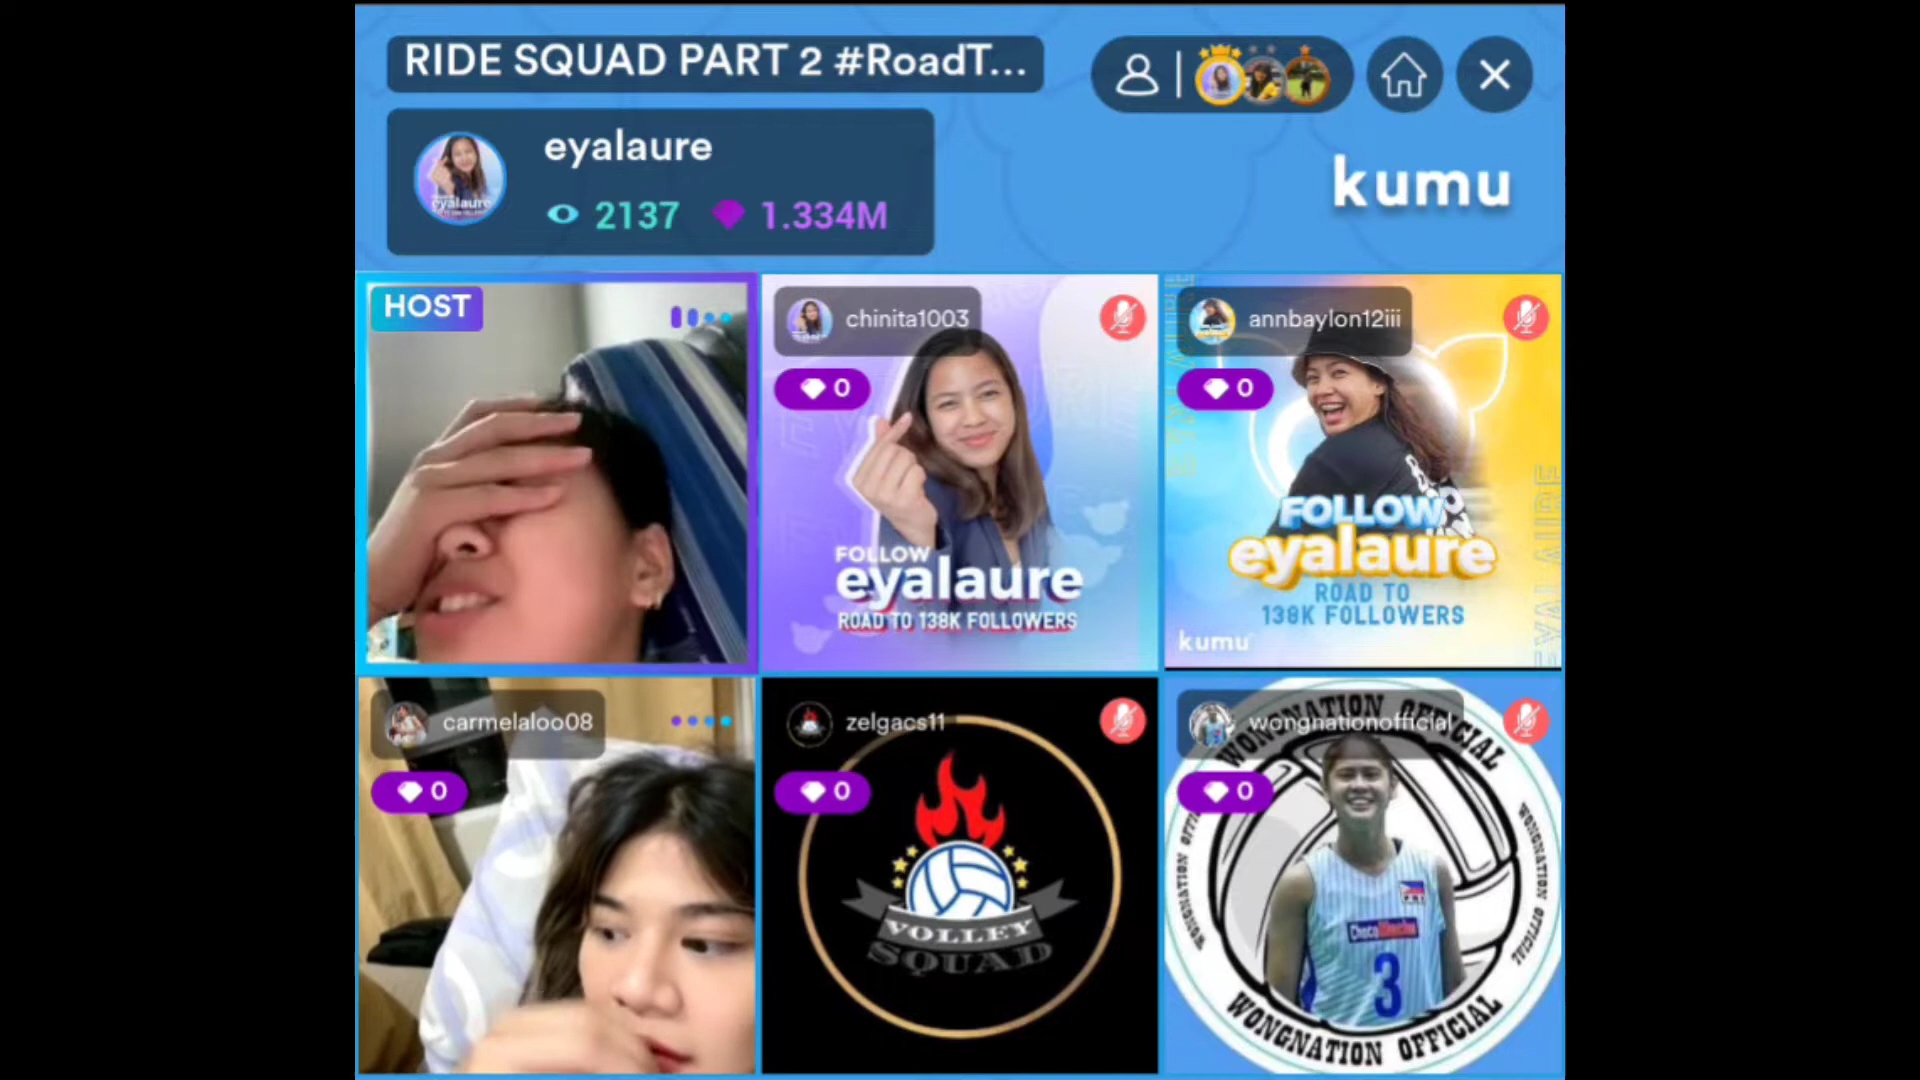 RIDE SQUAD PART 2 #RoadT...
eyalaure
2137 1.334M
kumu
HOST
chinita1003
0
FOLLOW
eyalaure
ROAD TO 138K FOLLOWERS
annbaylon12iii
0
FOLLOW
eyalaure
ROAD TO
138K FOLLOWERS
kumu
carmelaloo08
0
zelgacs11
0
VOLLEY
SQUAD
wongnationofficial
0
WONGNATION OFFICIAL
WONGNATION OFFICIAL
3
WONGNATION OFFICIAL